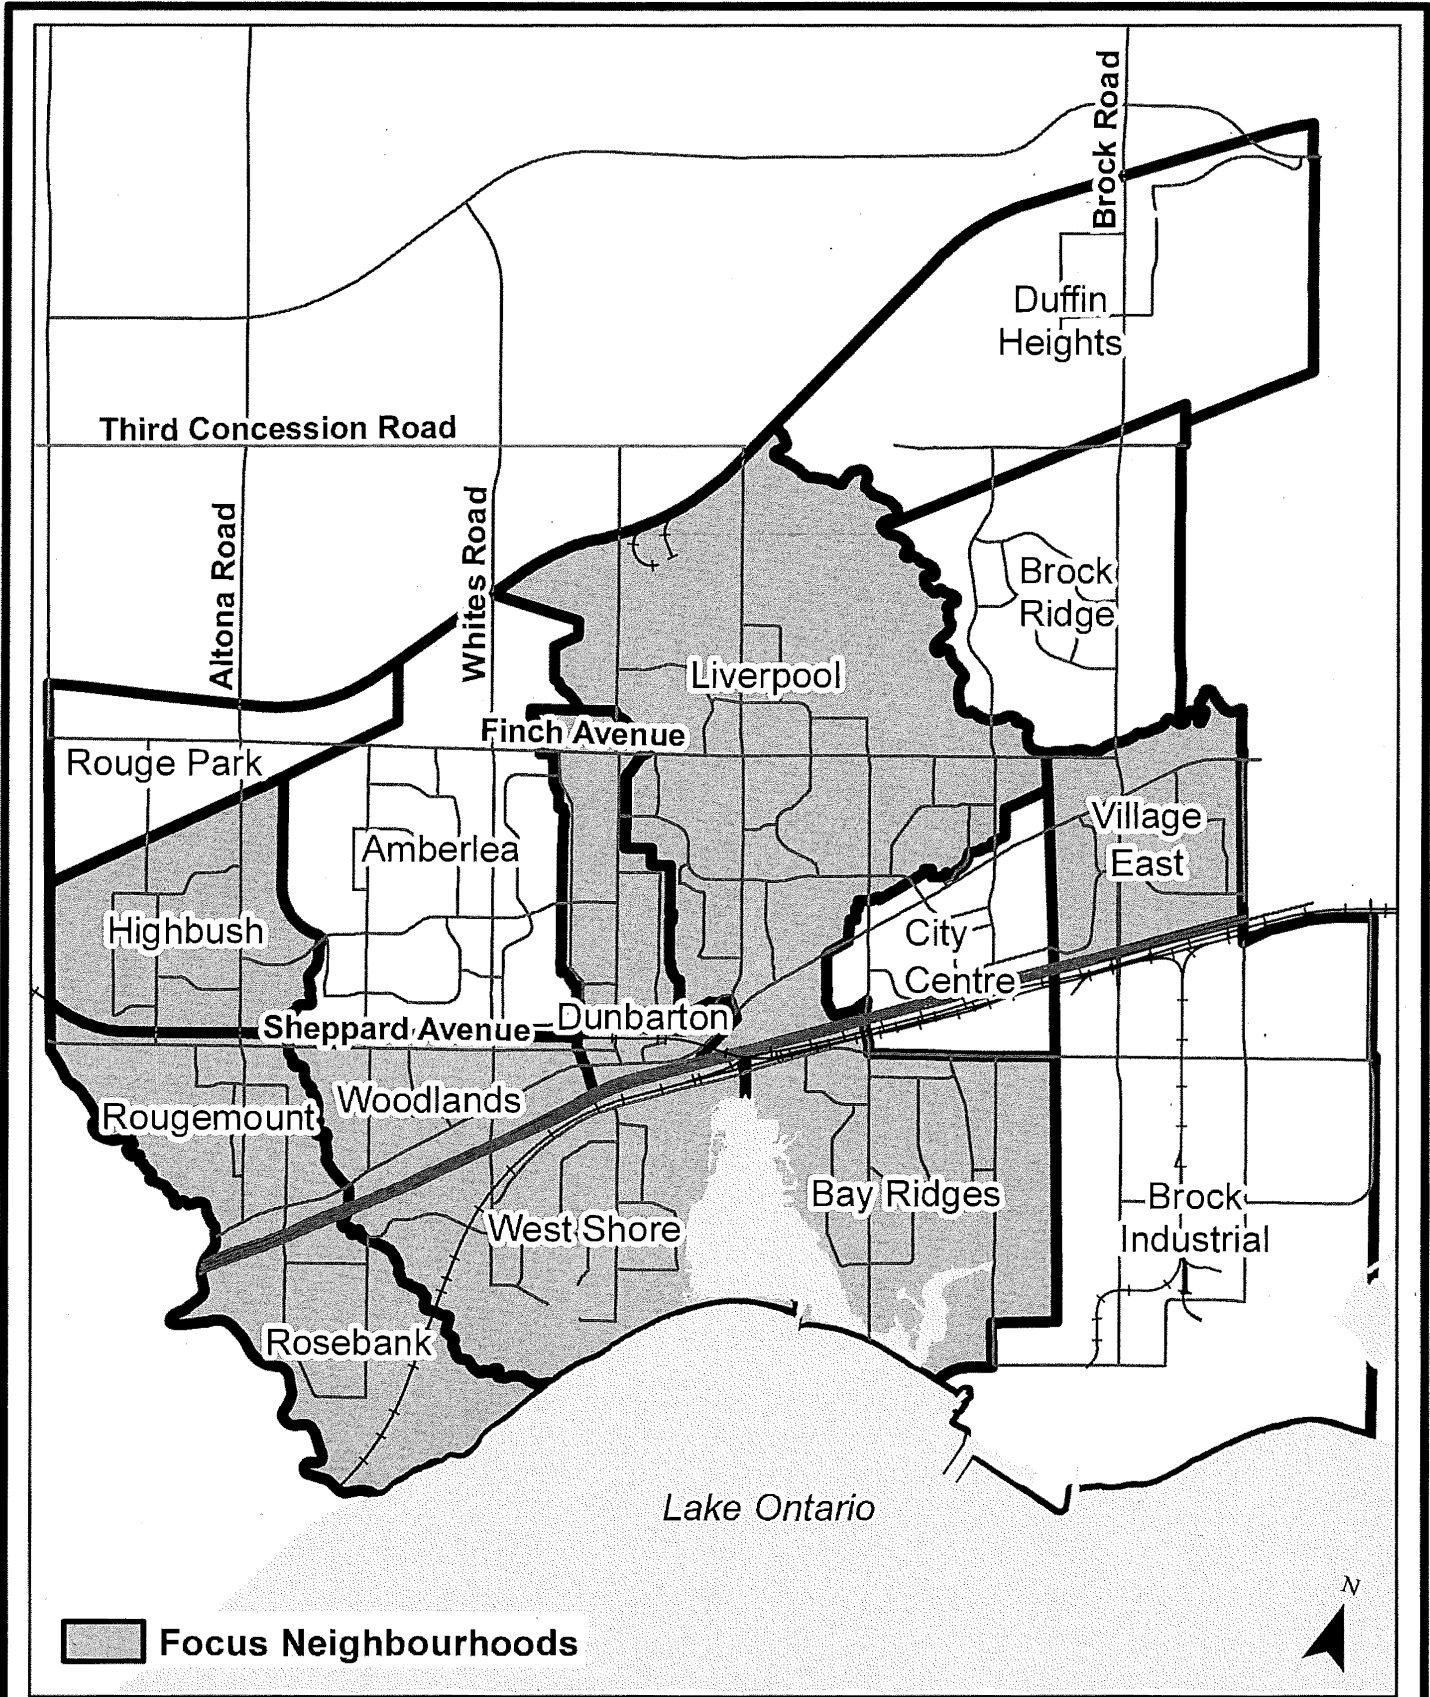 Brock Road
Duffin
Heights
Third Concession Road
Altona Road
Whites Road
Brock
Ridge
Liverpool
Finch Avenue
Rouge Park
Village
East
Amberlea
Highbush
City
Centre
Dunbarton
Sheppard Avenue
Woodlands
Rougemount
Bay Ridges
Brock
Industrial
West Shore
Rosebank
Lake Ontario
N
Focus Neighbourhoods